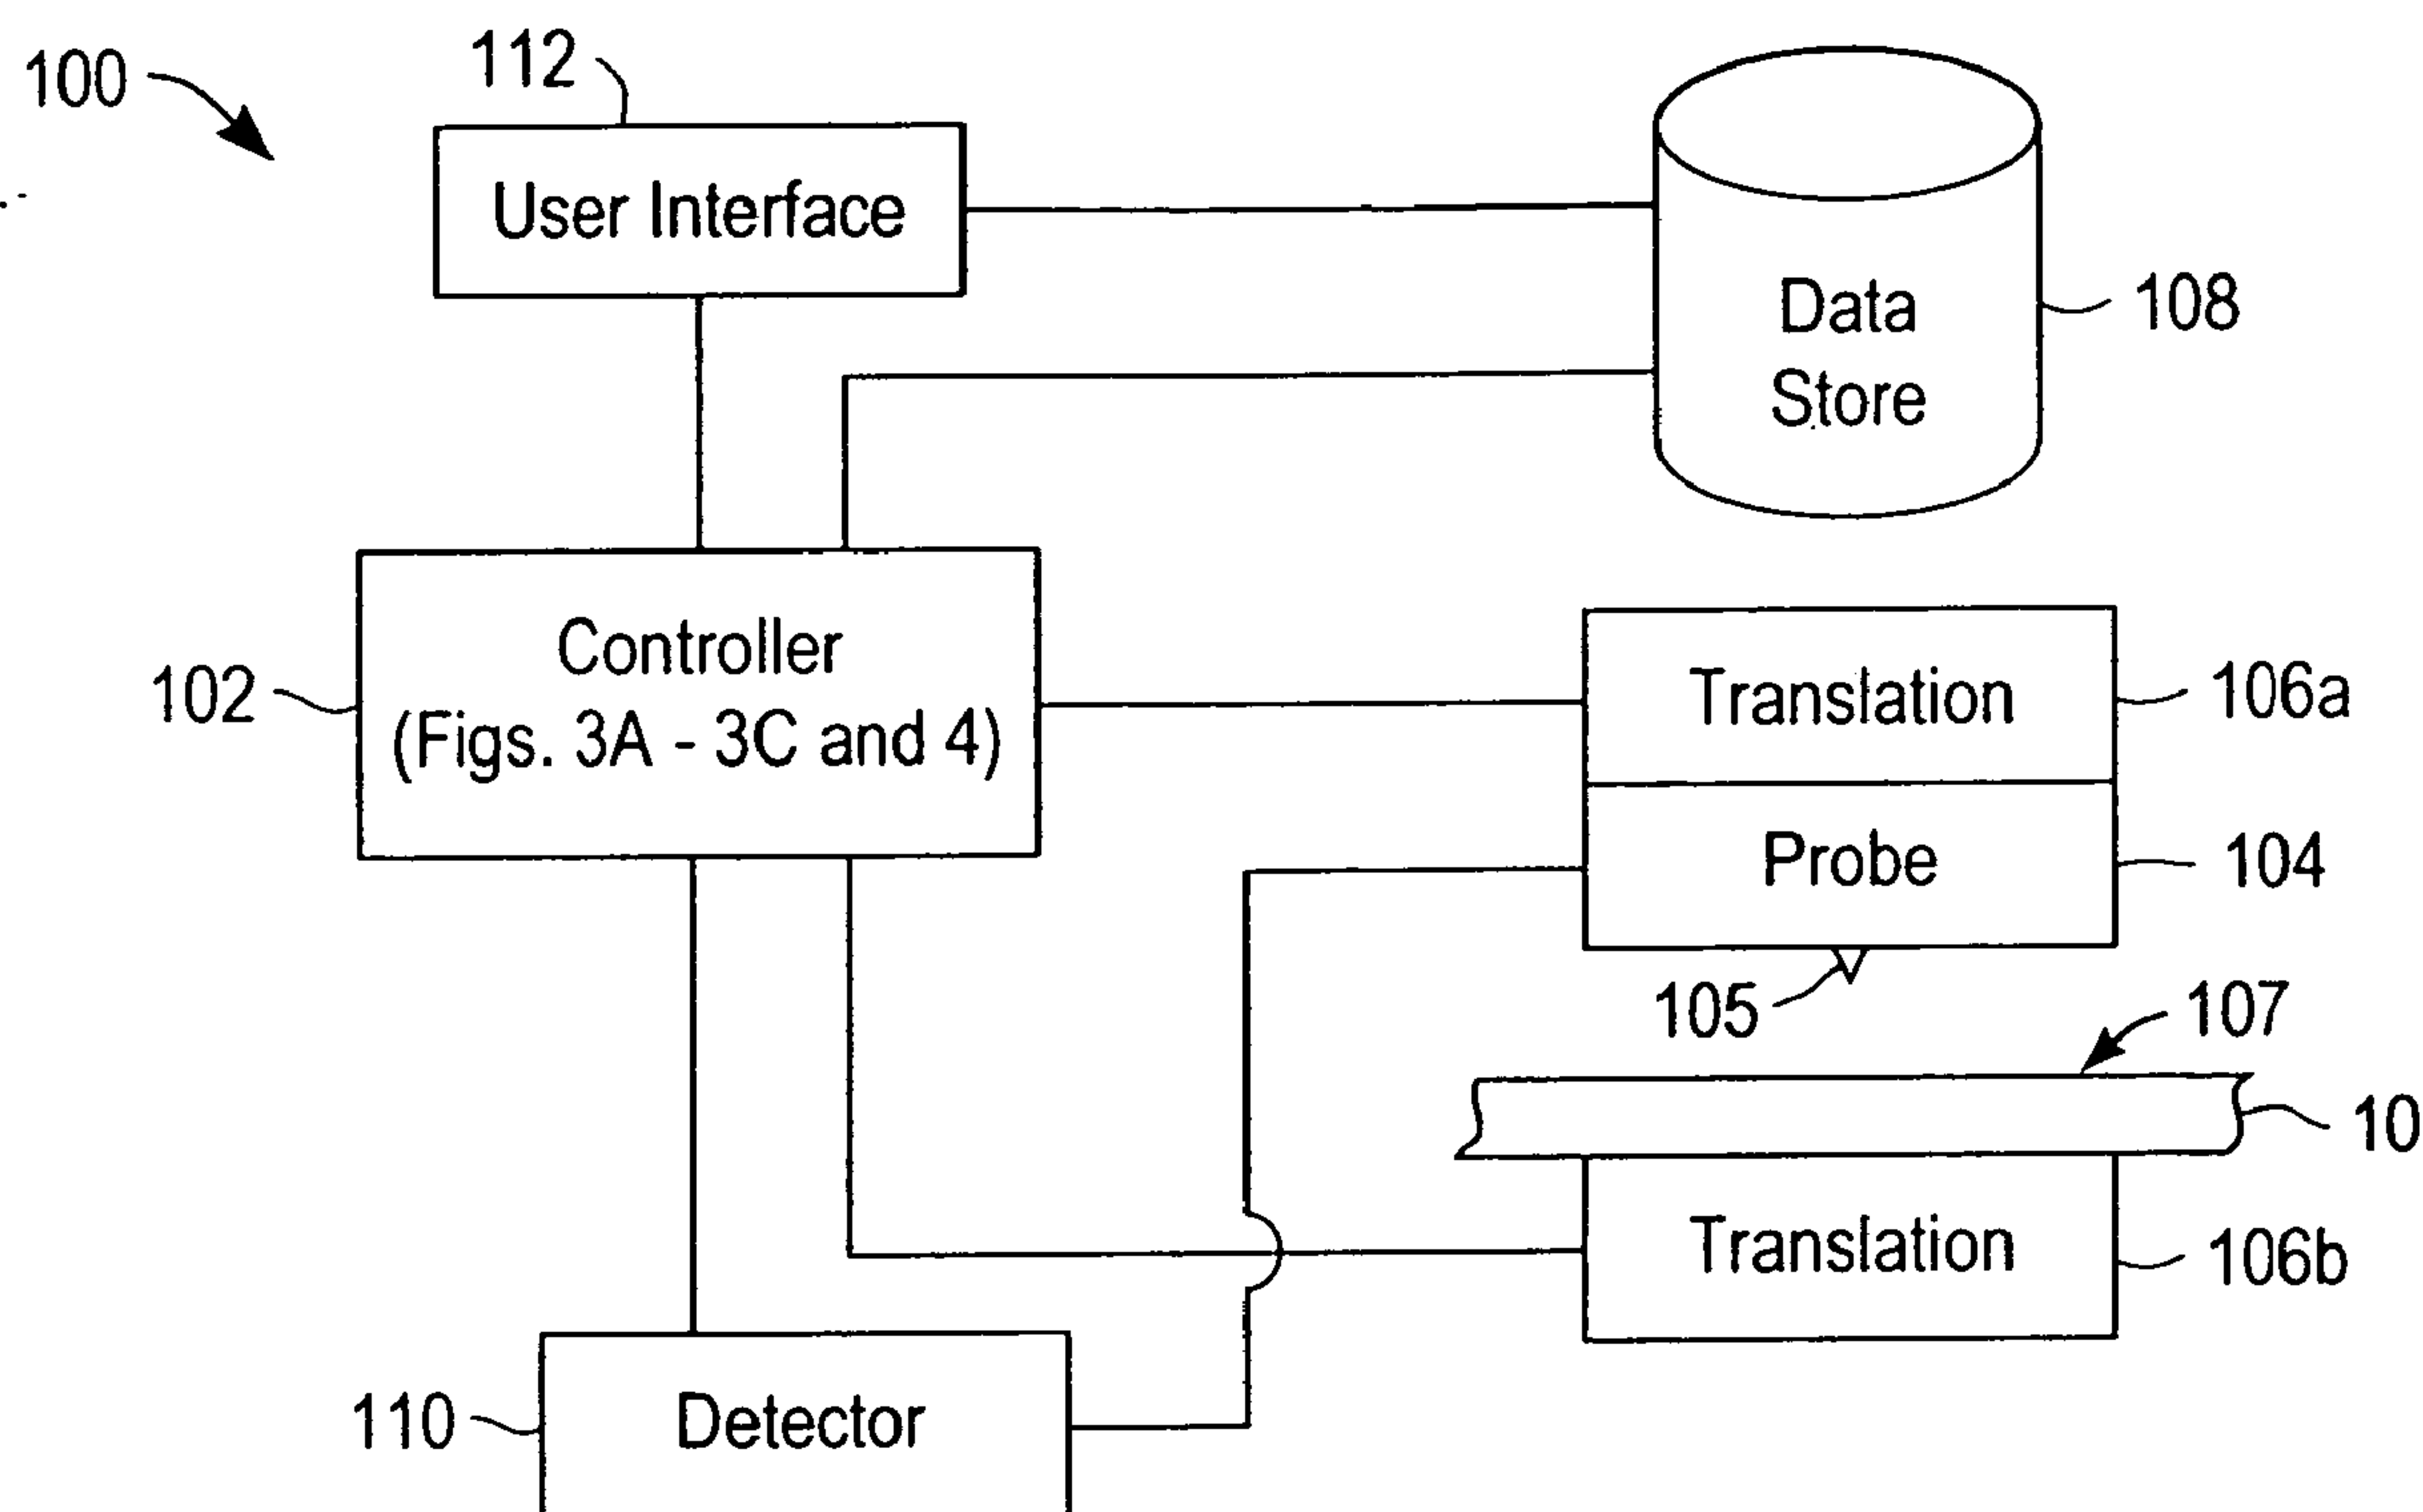 100
112
User Interface
Data
Store
108
Controller
(Figs. 3A - 3C and 4)
102
Translation
106a
Probe
104
105
107
10
Translation
106b
110
Detector